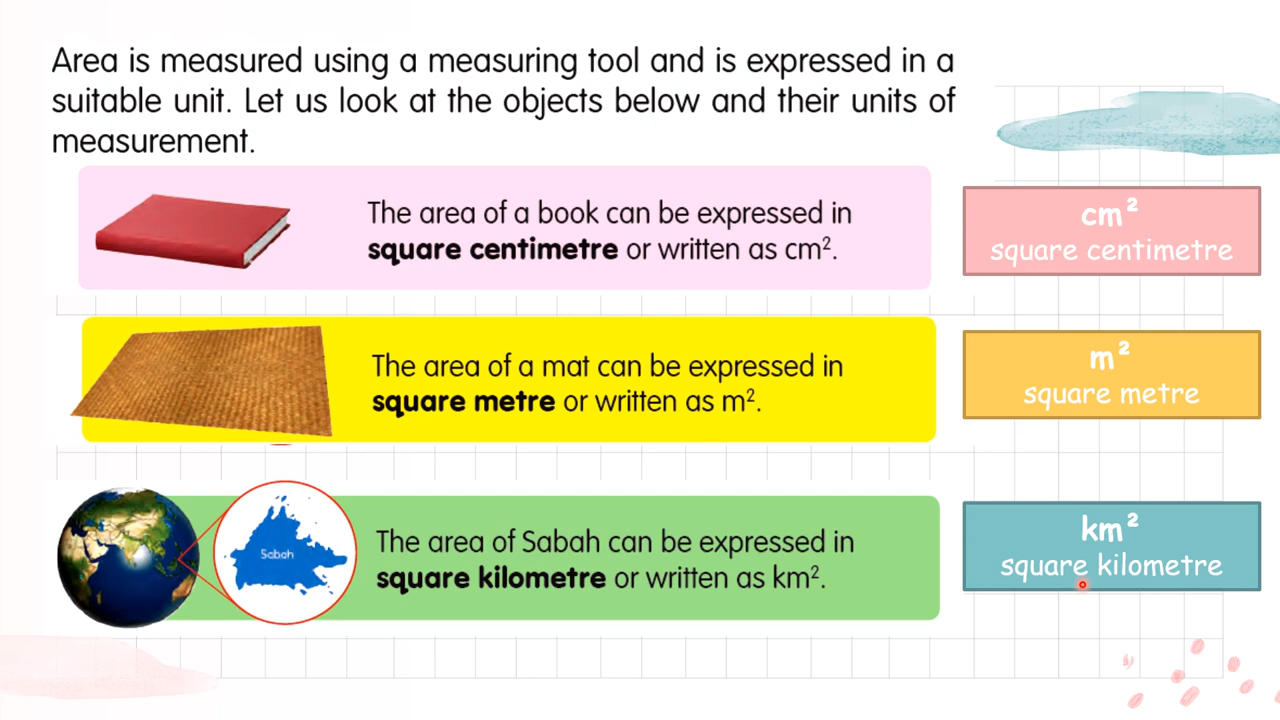 Area is measured using a measuring tool and is expressed in a
suitable unit. Let us look at the objects below and their units of
measurement.
The area of a book can be expressed in
square centimetre or written as cm².
cm²
square centimetre
The area of a mat can be expressed in
square metre or written as m².
m²
square metre
Sabah
The area of Sabah can be expressed in
square kilometre or written as km².
km²
square kilometre